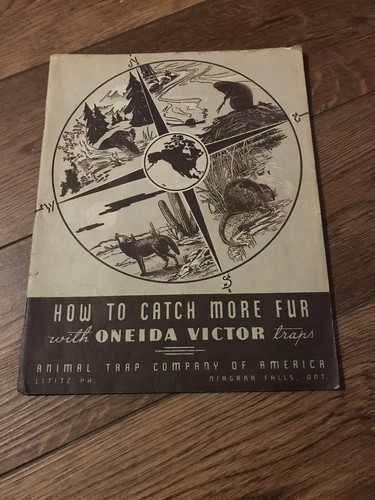 HOW TO CATCH MORE FUR
with ONEIDA VICTOR traps
ANIMAL TRAP COMPANY OF AMERICA
LITITZ, PA. NIAGARA FALLS, ONT.